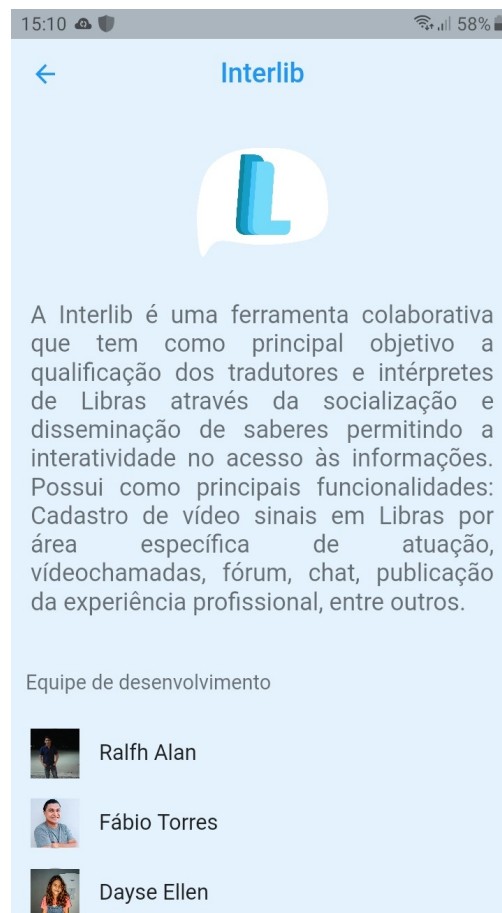 15:10 58%
Interlib
L
A Interlib é uma ferramenta colaborativa
que tem como principal objetivo a
qualificação dos tradutores e intérpretes
de Libras através da socialização e
disseminação de saberes permitindo a
interatividade no acesso às informações.
Possui como principais funcionalidades:
Cadastro de vídeo sinais em Libras por
área específica de atuação,
vídeochamadas, fórum, chat, publicação
da experiência profissional, entre outros.
Equipe de desenvolvimento
Ralfh Alan
Fábio Torres
Dayse Ellen